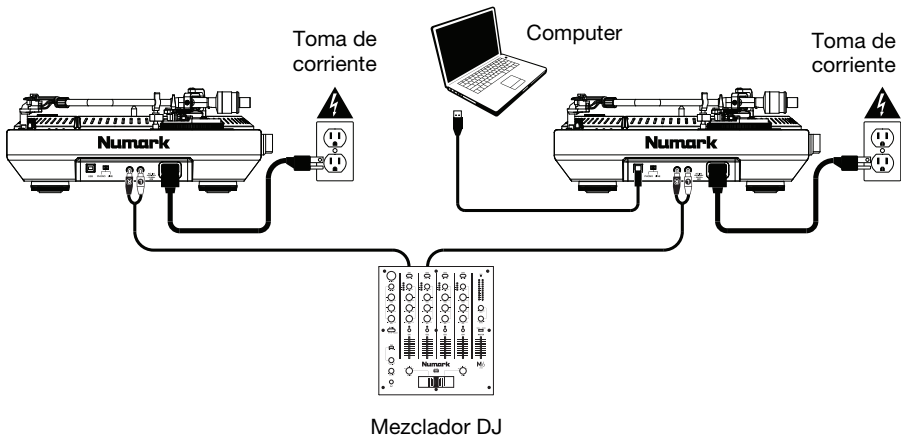 Toma de
corriente
Computer
Toma de
corriente
Numark
Numark
Numark
Mezclador DJ